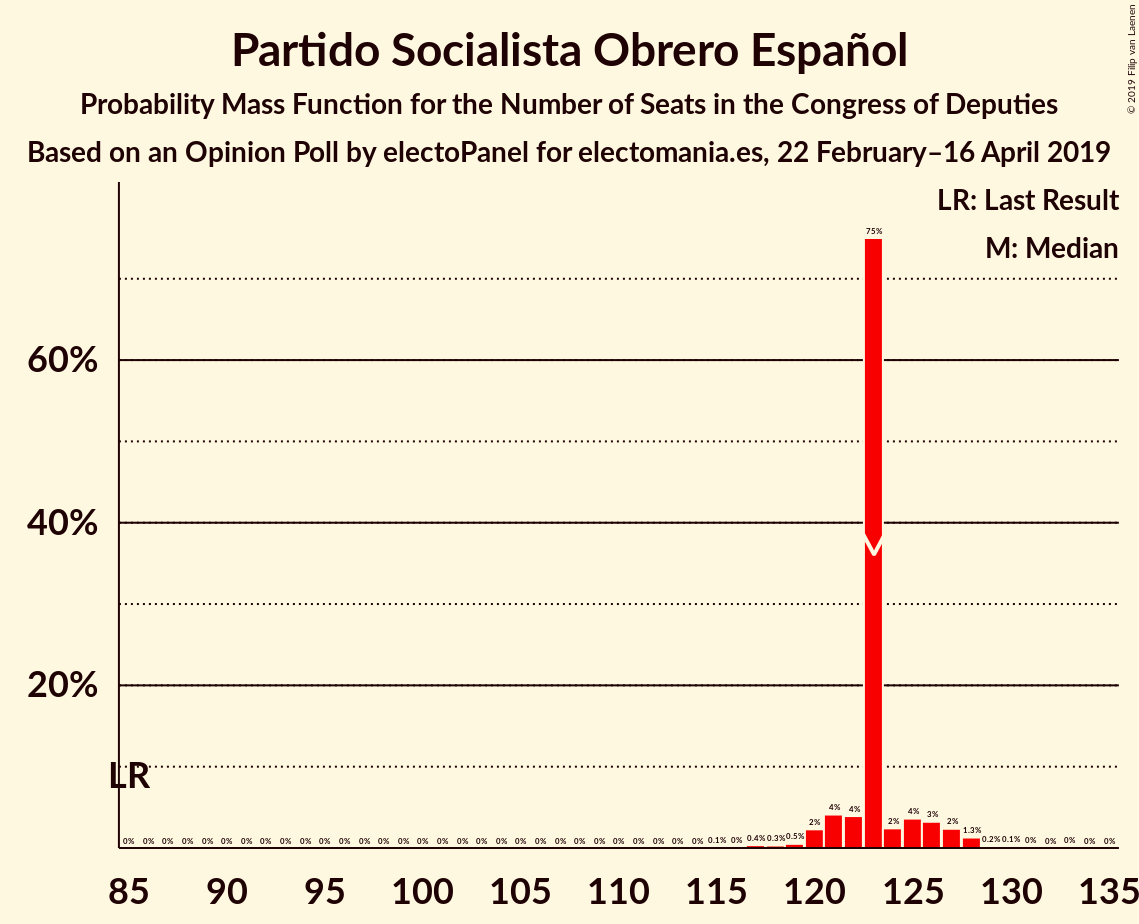 Partido Socialista Obrero Español
Probability Mass Function for the Number of Seats in the Congress of Deputies
Based on an Opinion Poll by electoPanel for electomania.es, 22 February–16 April 2019
© 2019 Filip van Laenen
LR: Last Result
M: Median
75%
60%
40%
20%
LR
0% 0% 0% 0% 0% 0% 0% 0% 0% 0% 0% 0% 0% 0% 0% 0% 0% 0% 0% 0% 0% 0% 0% 0% 0% 0% 0% 0% 0% 0% 0.1% 0% 0.4% 0.3% 0.5% 2% 4% 4% 2% 4% 3% 2% 1.3% 0.2% 0.1% 0% 0% 0% 0% 0%
85 90 95 100 105 110 115 120 125 130 135